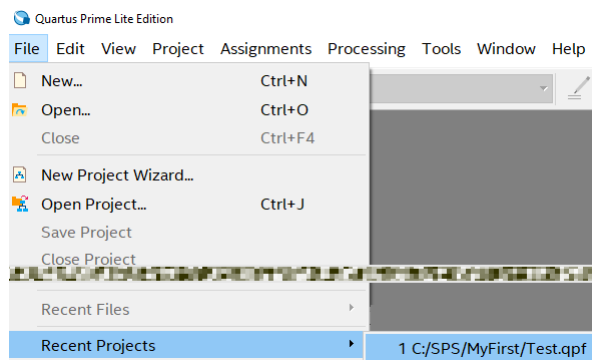 Quartus Prime Lite Edition
File Edit View Project Assignments Processing Tools Window Help
New... Ctrl+N
Open... Ctrl+O
Close Ctrl+F4
New Project Wizard...
Open Project... Ctrl+J
Save Project
Close Project
Recent Files
Recent Projects 1 C:/SPS/MyFirst/Test.qpf